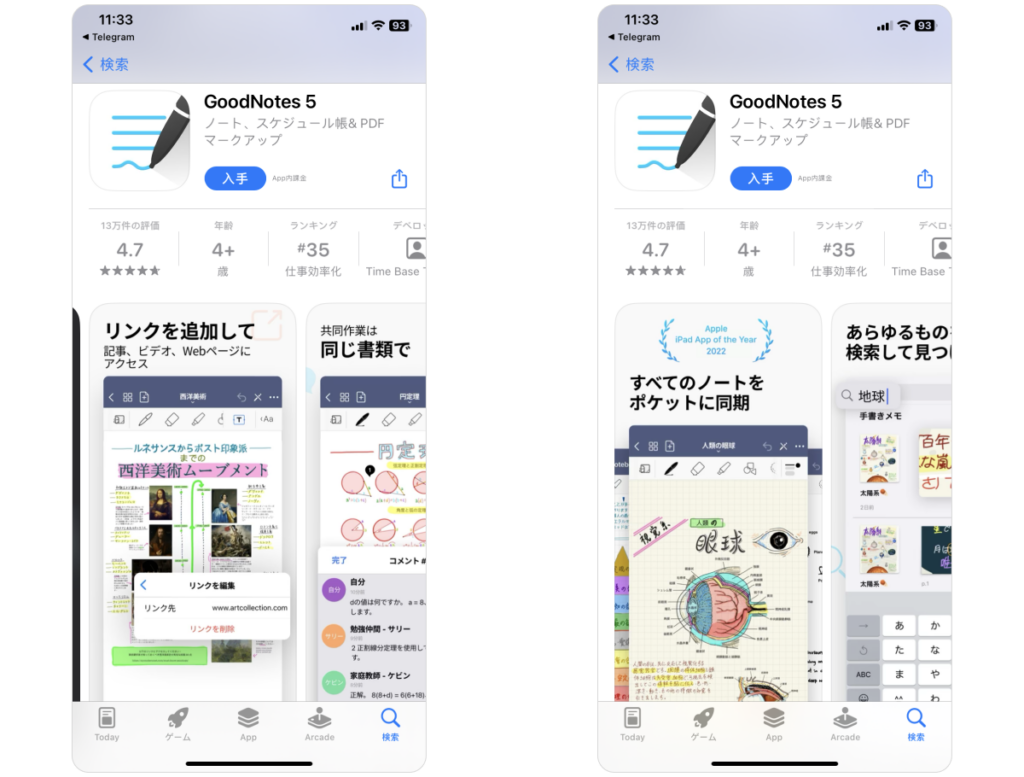 11:33
93
◀ Telegram
検索
GoodNotes 5
ノート、スケジュール帳& PDF
マークアップ
入手
App内課金
13万件の評価
4.7
年齢
4+
歳
ランキング
#35
仕事効率化
デベロッ
Time Base T
リンクを追加して
記事、ビデオ、Webページに
アクセス
西洋美術
ルネサンスからポスト印象派
までの
西洋美術ムーブメント
リンクを編集
リンク先
www.artcollection.com
リンクを削除
共同作業は
同じ書類で
円定理
円定
完了
コメント #
自分
自分
dの値は何ですか。 a = 8.
します。
サリー
勉強仲間 - サリー
2 正割線分定理を使用して
す。
ケビン
家庭教師 - ケビン
正解。 8(8+d) = 6(6+18).
Today
ゲーム
App
Arcade
検索
11:33
93
◀ Telegram
検索
GoodNotes 5
ノート、スケジュール帳& PDF
マークアップ
入手
App内課金
13万件の評価
4.7
年齢
4+
歳
ランキング
#35
仕事効率化
デベロッ
Time Base T
Apple
iPad App of the Year
2022
すべてのノートを
ポケットに同期
人類の眼球
視覚系
人類の
眼球
あらゆるもの
検索して見つけ
地球
手書きメモ
太陽系
2日前
百年
な嵐
太陽系
→
あ
か
た
な
ABC
ま
や
^^
わ
Today
ゲーム
App
Arcade
検索